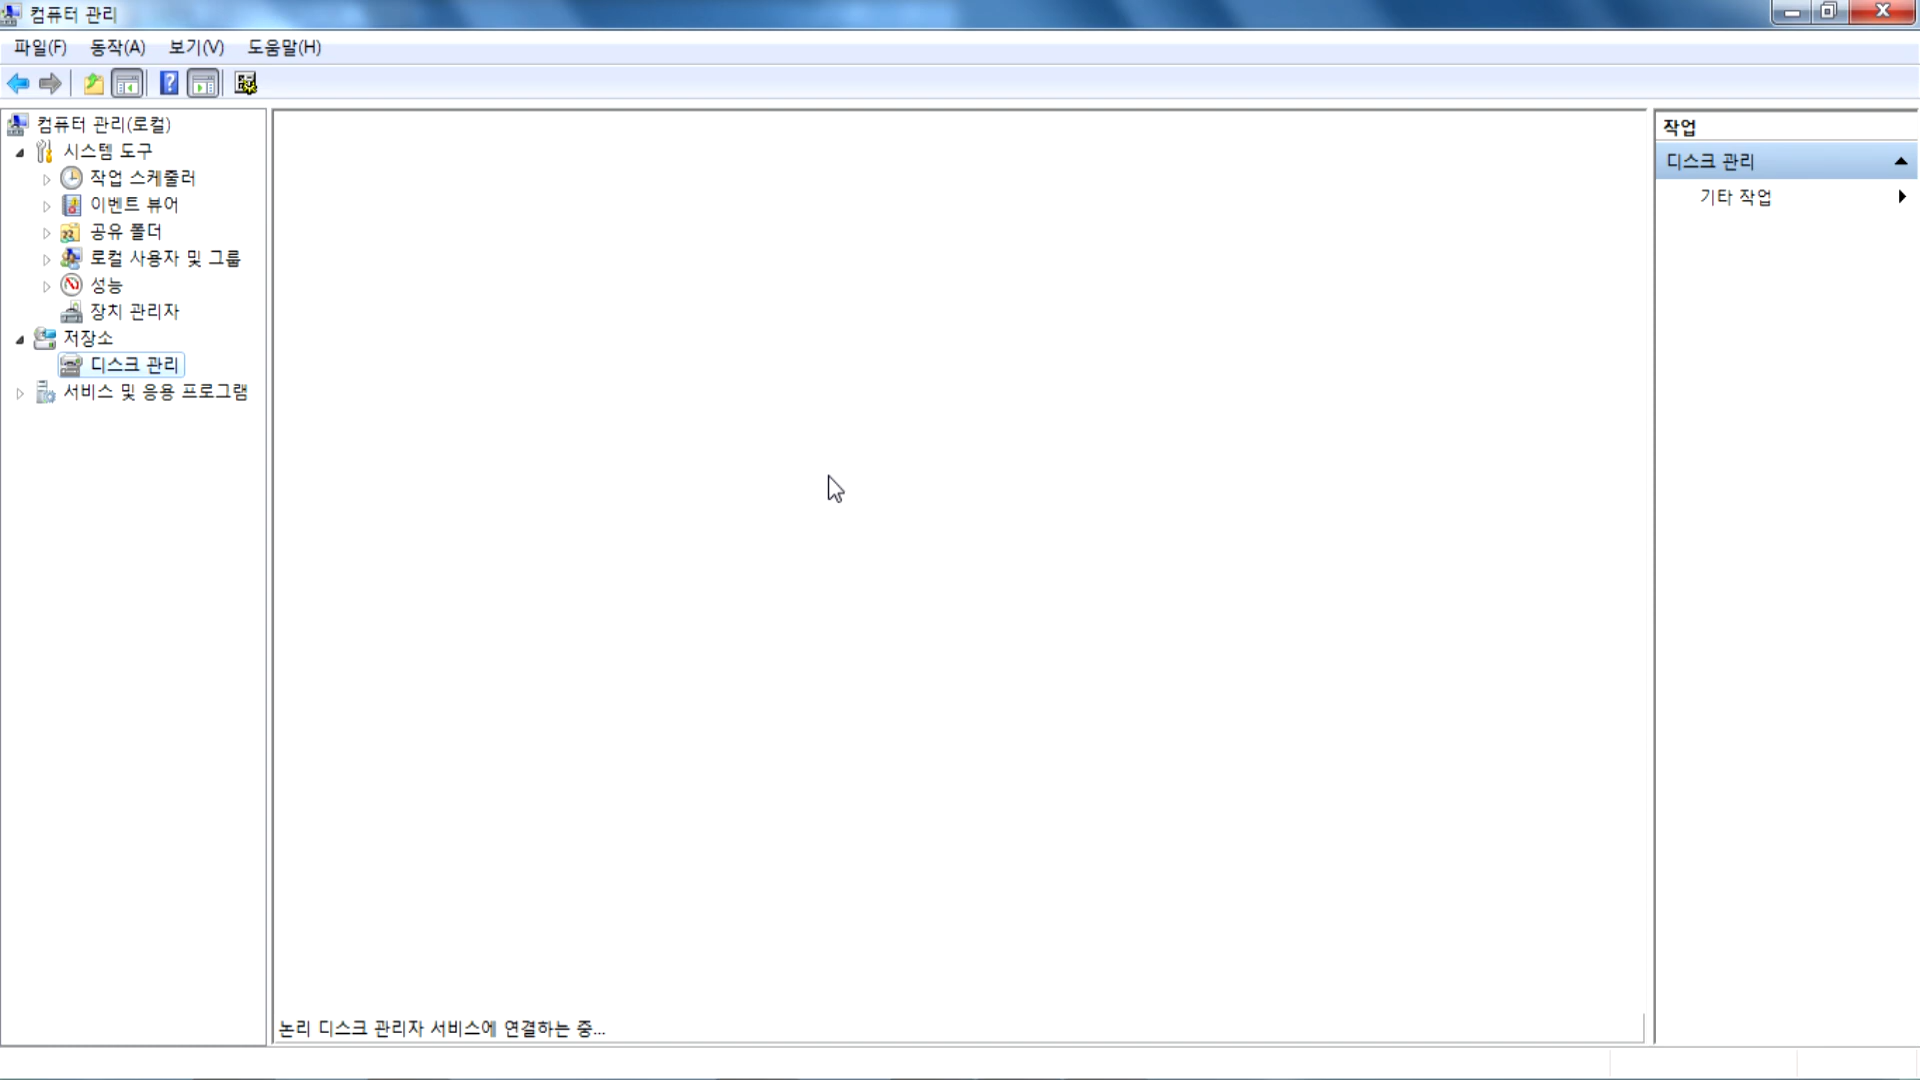 컴퓨터 관리
파일(F) 동작(A) 보기(V) 도움말(H)
컴퓨터 관리(로컬)
시스템 도구
작업 스케줄러
이벤트 뷰어
공유 폴더
로컬 사용자 및 그룹
성능
장치 관리자
저장소
디스크 관리
서비스 및 응용 프로그램
논리 디스크 관리자 서비스에 연결하는 중...
작업
디스크 관리
기타 작업